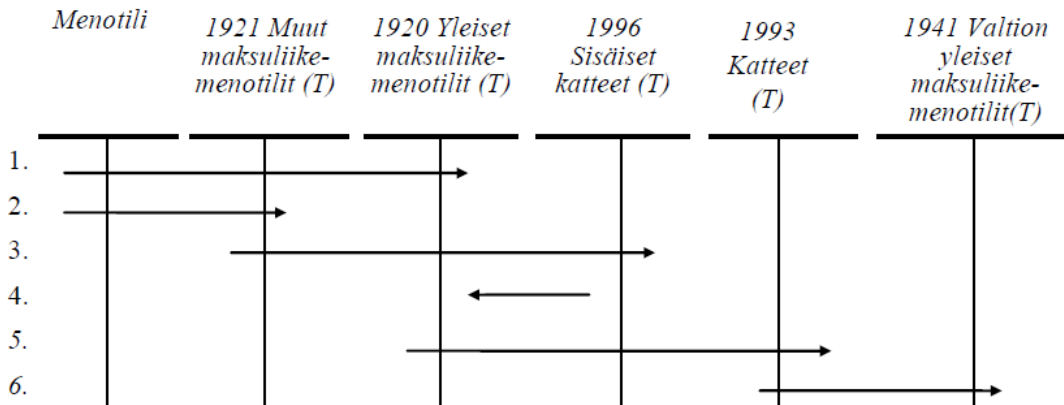 Menotili
1921 Muut
maksuliike-
menotilit (T)
1920 Yleiset
maksuliike-
menotilit (T)
1996
Sisäiset
katteet (T)
1993
Katteet
(T)
1941 Valtion
yleiset
maksuliike-
menotilit(T)
1.
2.
3.
4.
5.
6.